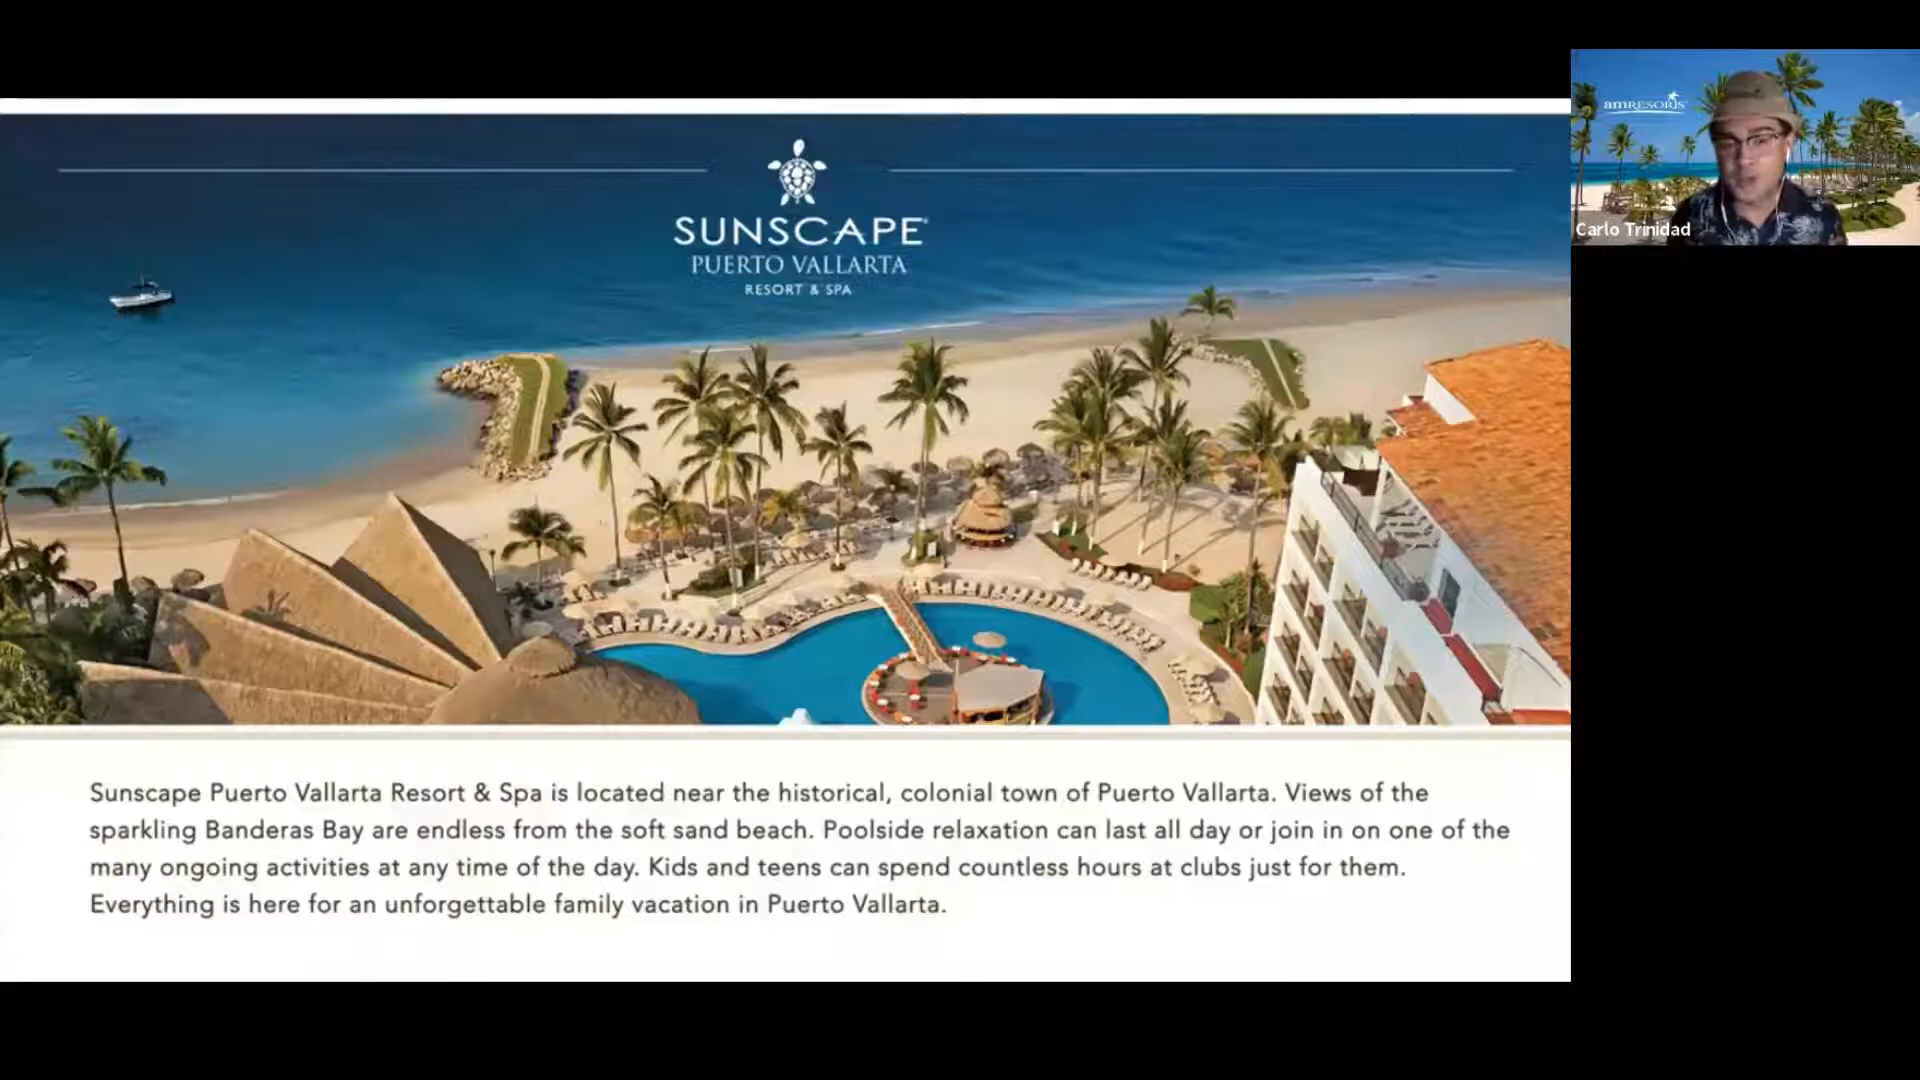 SUNSCAPE
PUERTO VALLARTA
RESORT & SPA
amRESORTS
Carlo Trinidad
Sunscape Puerto Vallarta Resort & Spa is located near the historical, colonial town of Puerto Vallarta. Views of the
sparkling Banderas Bay are endless from the soft sand beach. Poolside relaxation can last all day or join in on one of the
many ongoing activities at any time of the day. Kids and teens can spend countless hours at clubs just for them.
Everything is here for an unforgettable family vacation in Puerto Vallarta.